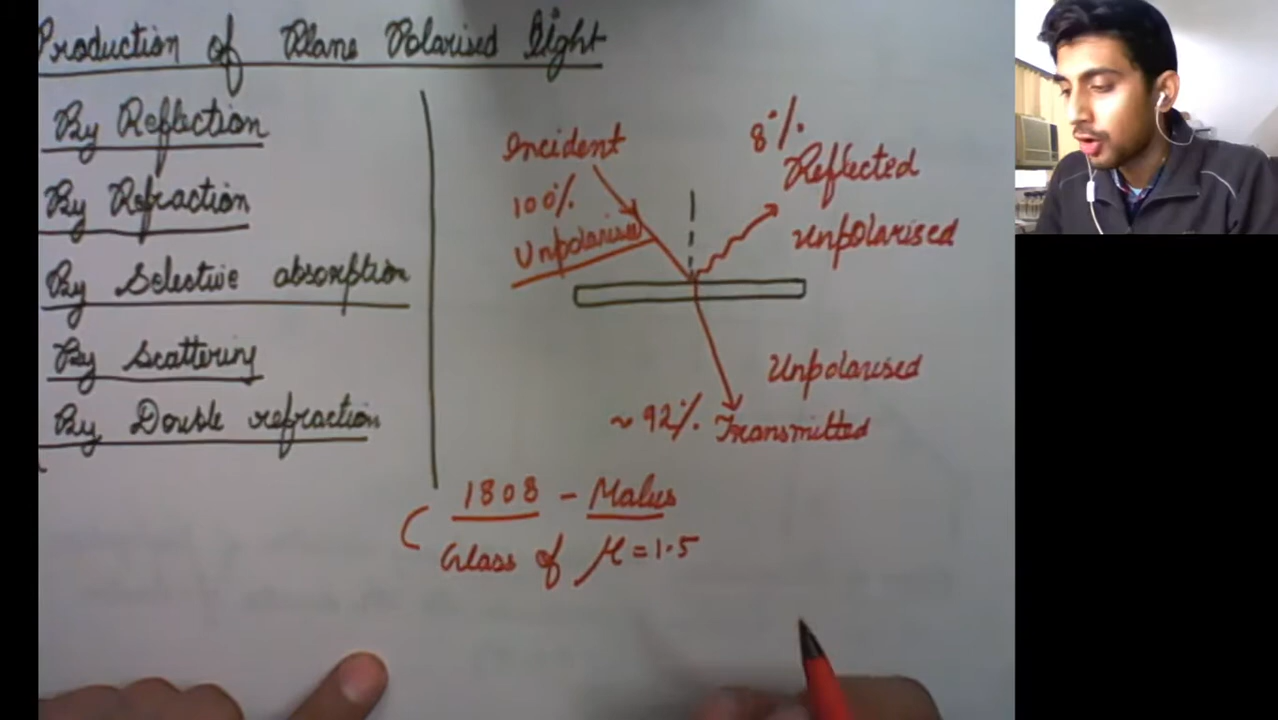 Production of Plane Polarised Light
By Reflection
By Refraction
By Selective absorption
By Scattering
By Double refraction
Incident
100%
Unpolarised
8%
Reflected
Unpolarised
Unpolarised
~92% Transmitted
1808 - Malus
Glass of μ=1.5